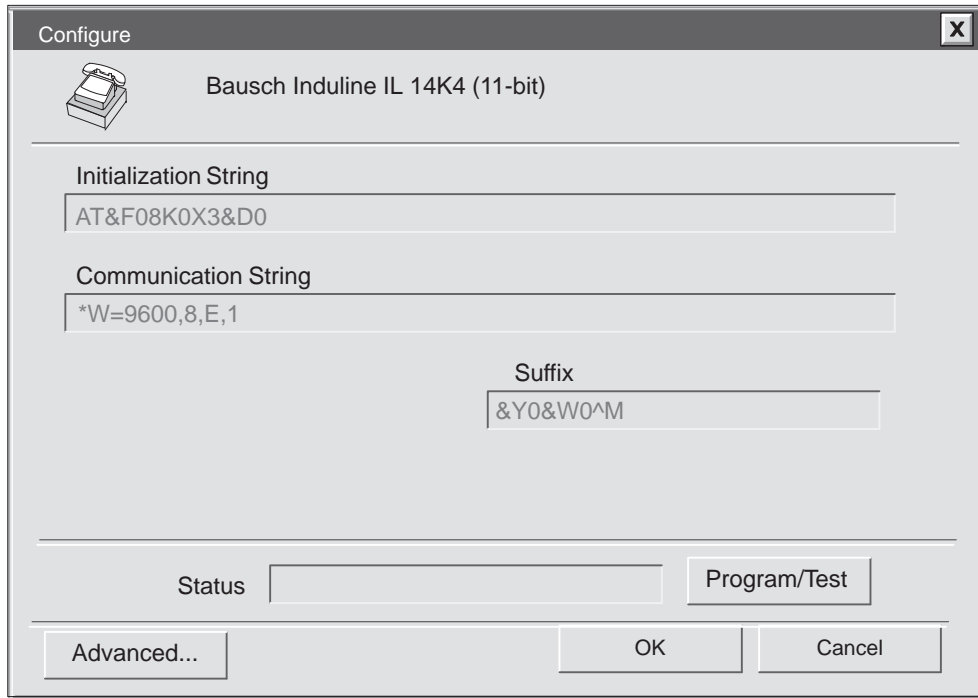 Configure
X
Bausch Induline IL 14K4 (11-bit)
Initialization String
AT&F08K0X3&D0
Communication String
*W=9600,8,E,1
Suffix
&Y0&W0^M
Status
Program/Test
Advanced...
OK
Cancel